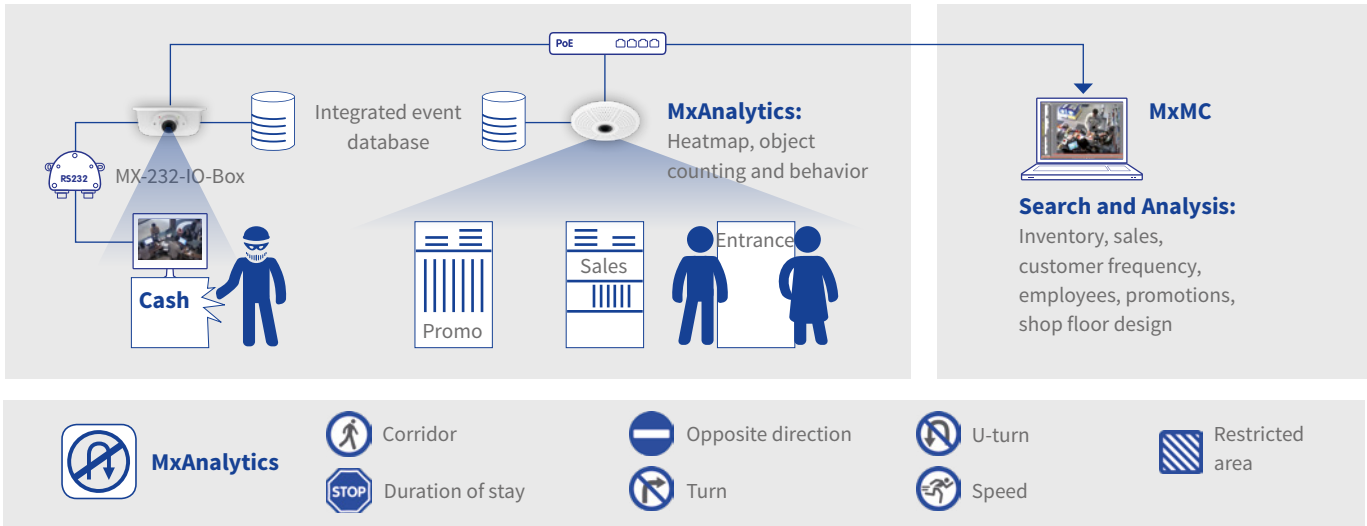 PoE
Integrated event
database
MxAnalytics:
Heatmap, object
counting and behavior
RS232
MX-232-IO-Box
Cash
Promo
Sales
Entrance
MxMC
Search and Analysis:
Inventory, sales,
customer frequency,
employees, promotions,
shop floor design
MxAnalytics
Corridor
Opposite direction
U-turn
Restricted
area
STOP
Duration of stay
Turn
Speed